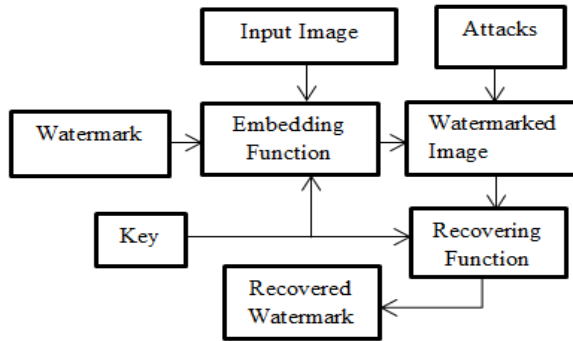 Input Image
Attacks
Watermark
Embedding
Function
Watermarked
Image
Key
Recovering
Function
Recovered
Watermark